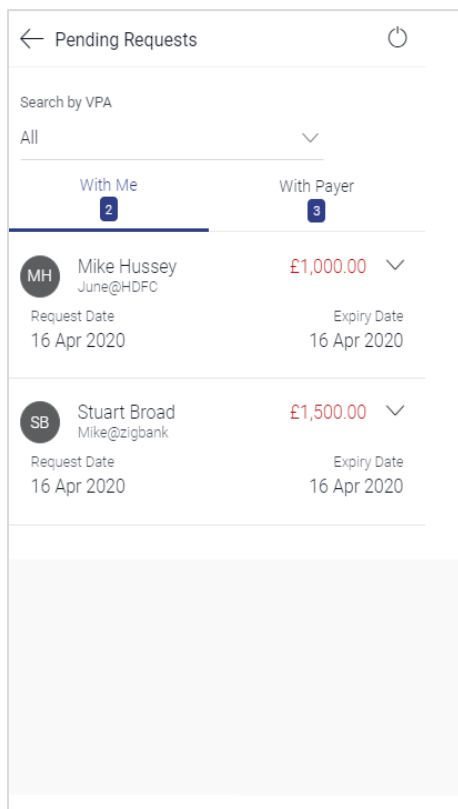 Pending Requests
Search by VPA
All
With Me With Payer
2 3
MH Mike Hussey £1,000.00
June@HDFC
Request Date Expiry Date
16 Apr 2020 16 Apr 2020
SB Stuart Broad £1,500.00
Mike@zigbank
Request Date Expiry Date
16 Apr 2020 16 Apr 2020